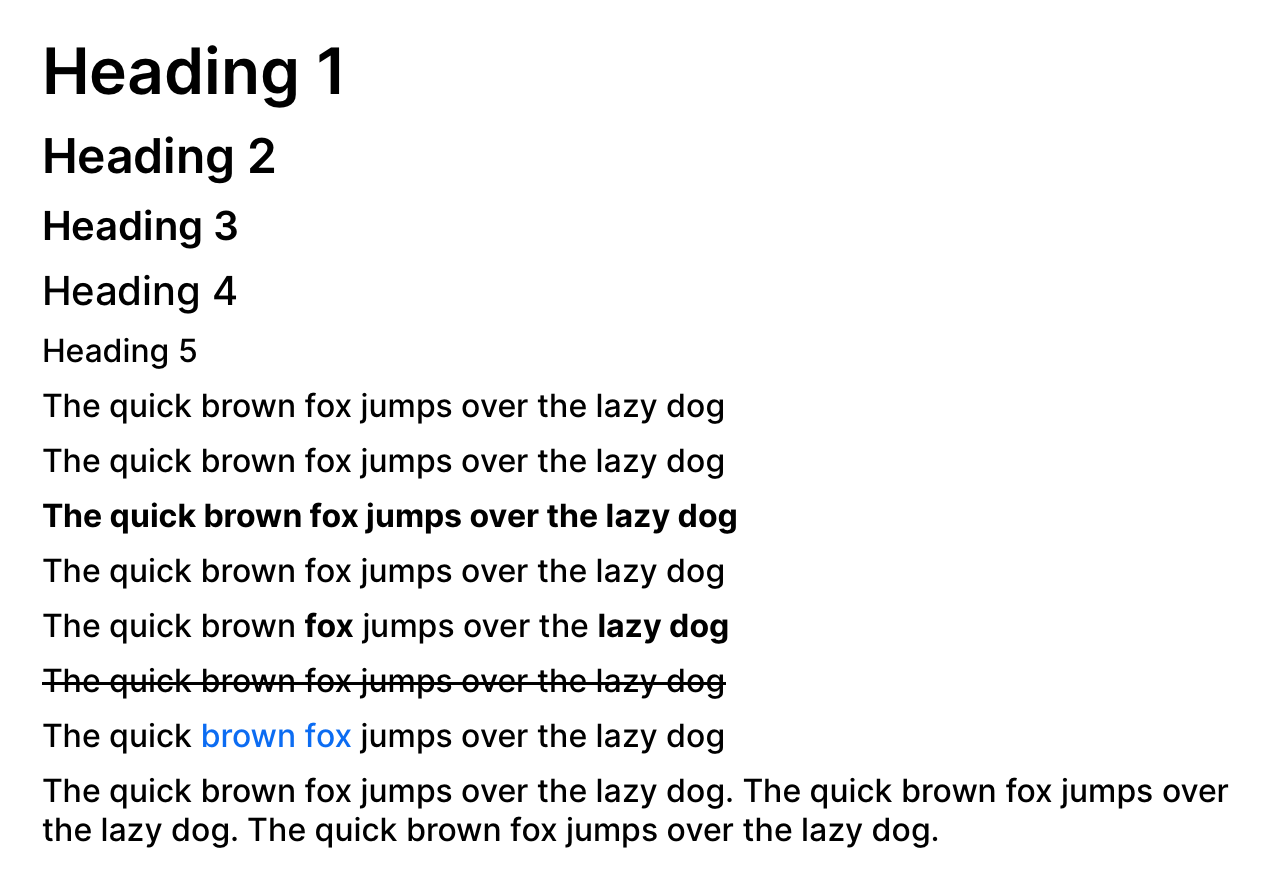 Heading 1
Heading 2
Heading 3
Heading 4
Heading 5
The quick brown fox jumps over the lazy dog
The quick brown fox jumps over the lazy dog
The quick brown fox jumps over the lazy dog
The quick brown fox jumps over the lazy dog
The quick brown fox jumps over the lazy dog
The quick brown fox jumps over the lazy dog
The quick brown fox jumps over the lazy dog
The quick brown fox jumps over the lazy dog. The quick brown fox jumps over
the lazy dog. The quick brown fox jumps over the lazy dog.